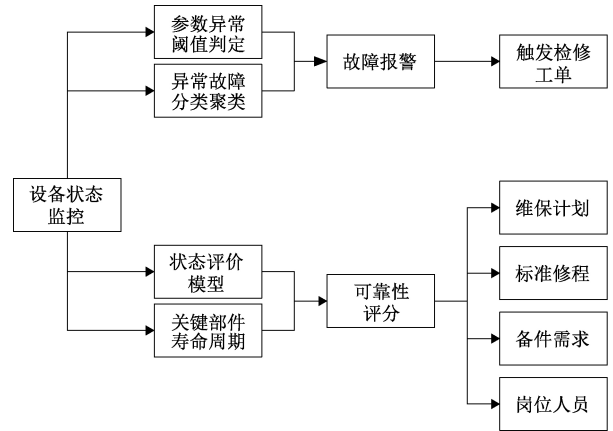 参数异常
阈值判定
异常故障
分类聚类
故障报警
触发检修
工单
设备状态
监控
状态评价
模型
关键部件
寿命周期
可靠性
评分
维保计划
标准修程
备件需求
岗位人员